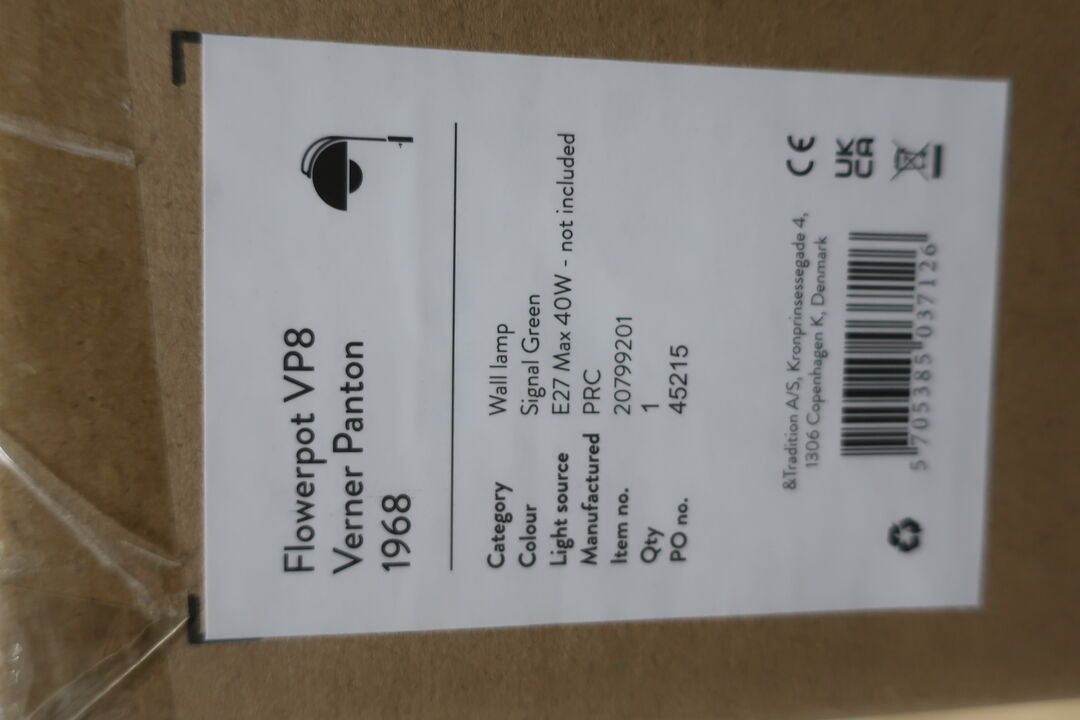 Flowerpot VP8
Verner Panton
1968
Category Wall lamp
Colour Signal Green
Light source E27 Max 40W - not included
Manufactured PRC
Item no. 20799201
Qty 1
PO no. 45215
&Tradition A/S, Kronprinsessegade 4,
1306 Copenhagen K, Denmark
5 705385 037126
CE
UK
CA